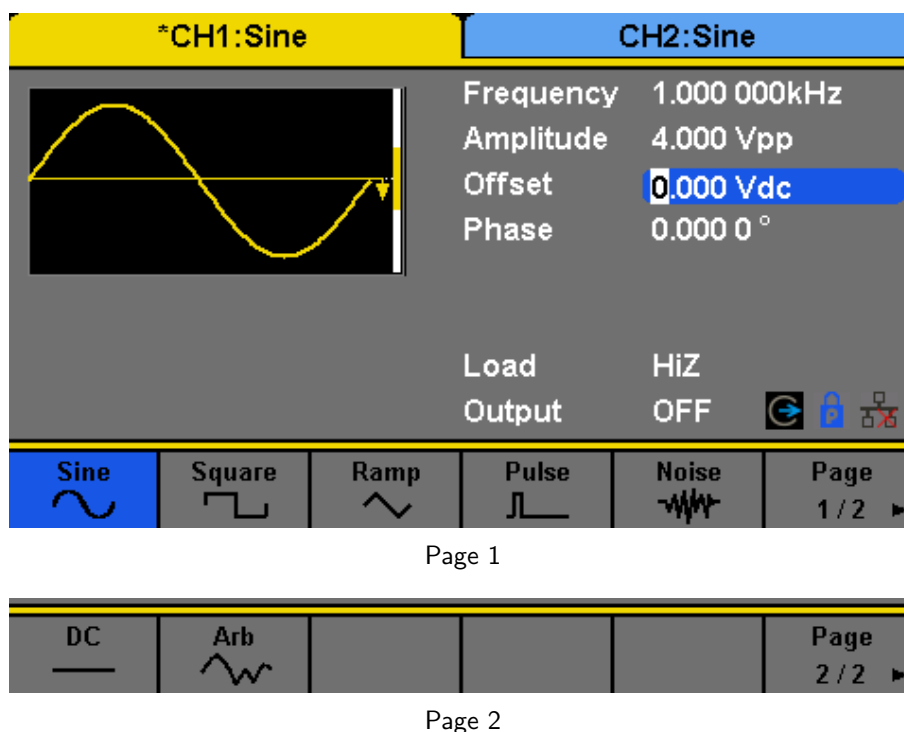 *CH1:Sine CH2:Sine
Frequency 1.000 000kHz
Amplitude 4.000 Vpp
Offset 0.000 Vdc
Phase 0.000 0 °
Load HiZ
Output OFF
P
Sine Square Ramp Pulse Noise Page
1 / 2
Page 1
DC Arb Page
2 / 2
Page 2